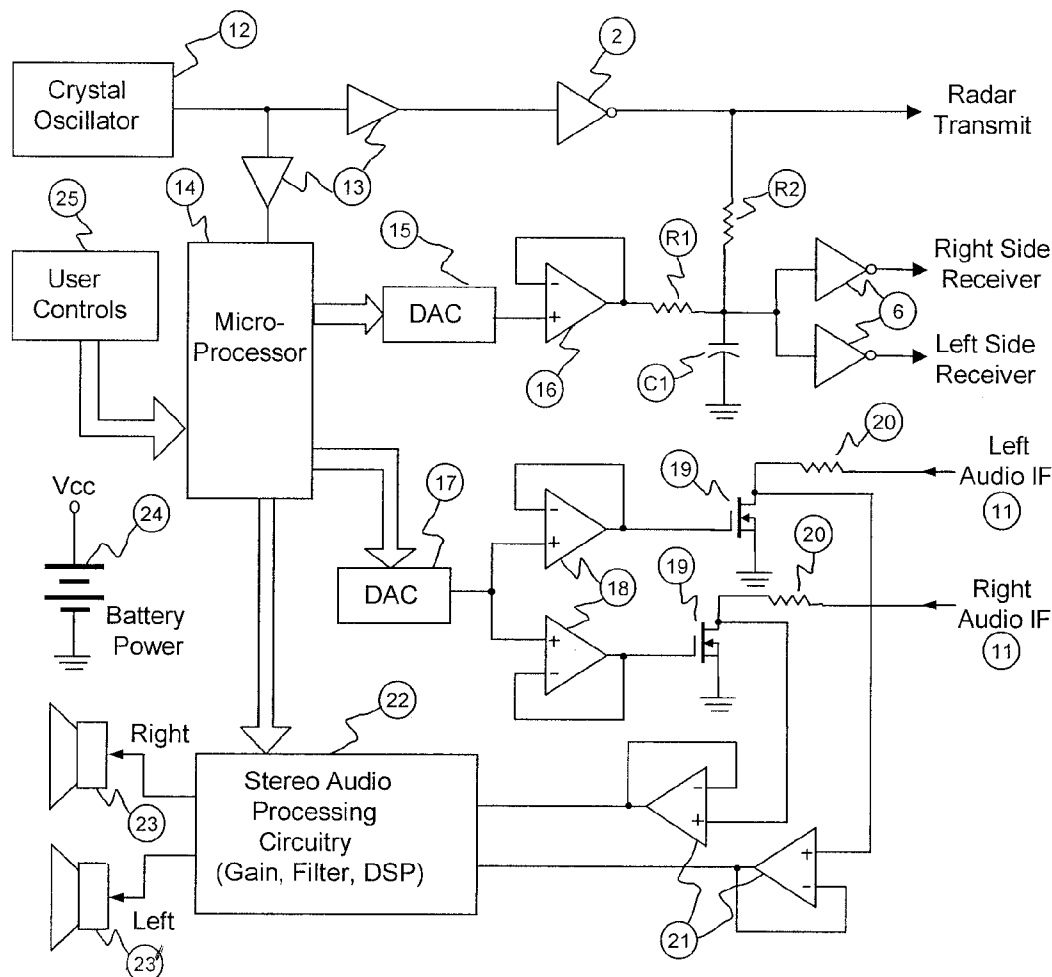 12
2
Crystal
Oscillator
Radar
Transmit
13
14
R2
25
15
R1
User
Controls
Micro-
Processor
DAC
-
+
Right Side
Receiver
6
16
C1
Left Side
Receiver
20
Left
Audio IF
11
19
Vcc
24
17
-
+
20
DAC
18
19
Right
Audio IF
11
Battery
Power
+
-
22
Right
Stereo Audio
Processing
Circuitry
(Gain, Filter, DSP)
-
+
23
+
-
Left
21
23